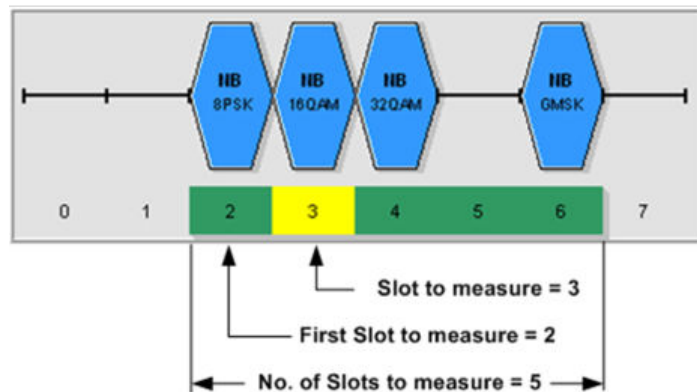 NB NB NB NB
8PSK 16QAM 32QAM GMSK
0 1 2 3 4 5 6 7
Slot to measure = 3
First Slot to measure = 2
No. of Slots to measure = 5